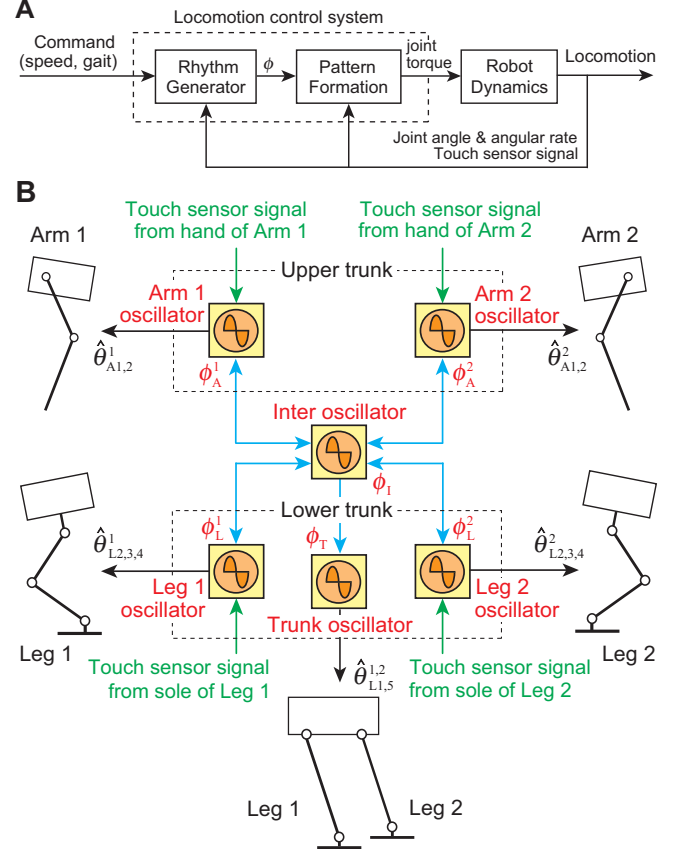 A
Locomotion control system
Command
(speed, gait)
Rhythm
Generator
ϕ
Pattern
Formation
joint
torque
Robot
Dynamics
Locomotion
Joint angle & angular rate
Touch sensor signal
B
Touch sensor signal
from hand of Arm 1
Touch sensor signal
from hand of Arm 2
Arm 1
Arm 2
Upper trunk
Arm 1
oscillator
Arm 2
oscillator
θ̂¹A1,2
ϕ¹A
ϕ²A
θ̂²A1,2
Inter oscillator
ϕI
Lower trunk
ϕ¹L
ϕT
ϕ²L
θ̂¹L2,3,4
θ̂²L2,3,4
Leg 1
oscillator
Leg 2
oscillator
Trunk oscillator
Leg 1
Leg 2
Touch sensor signal
from sole of Leg 1
Touch sensor signal
from sole of Leg 2
θ̂¹,²L1,5
Leg 1
Leg 2